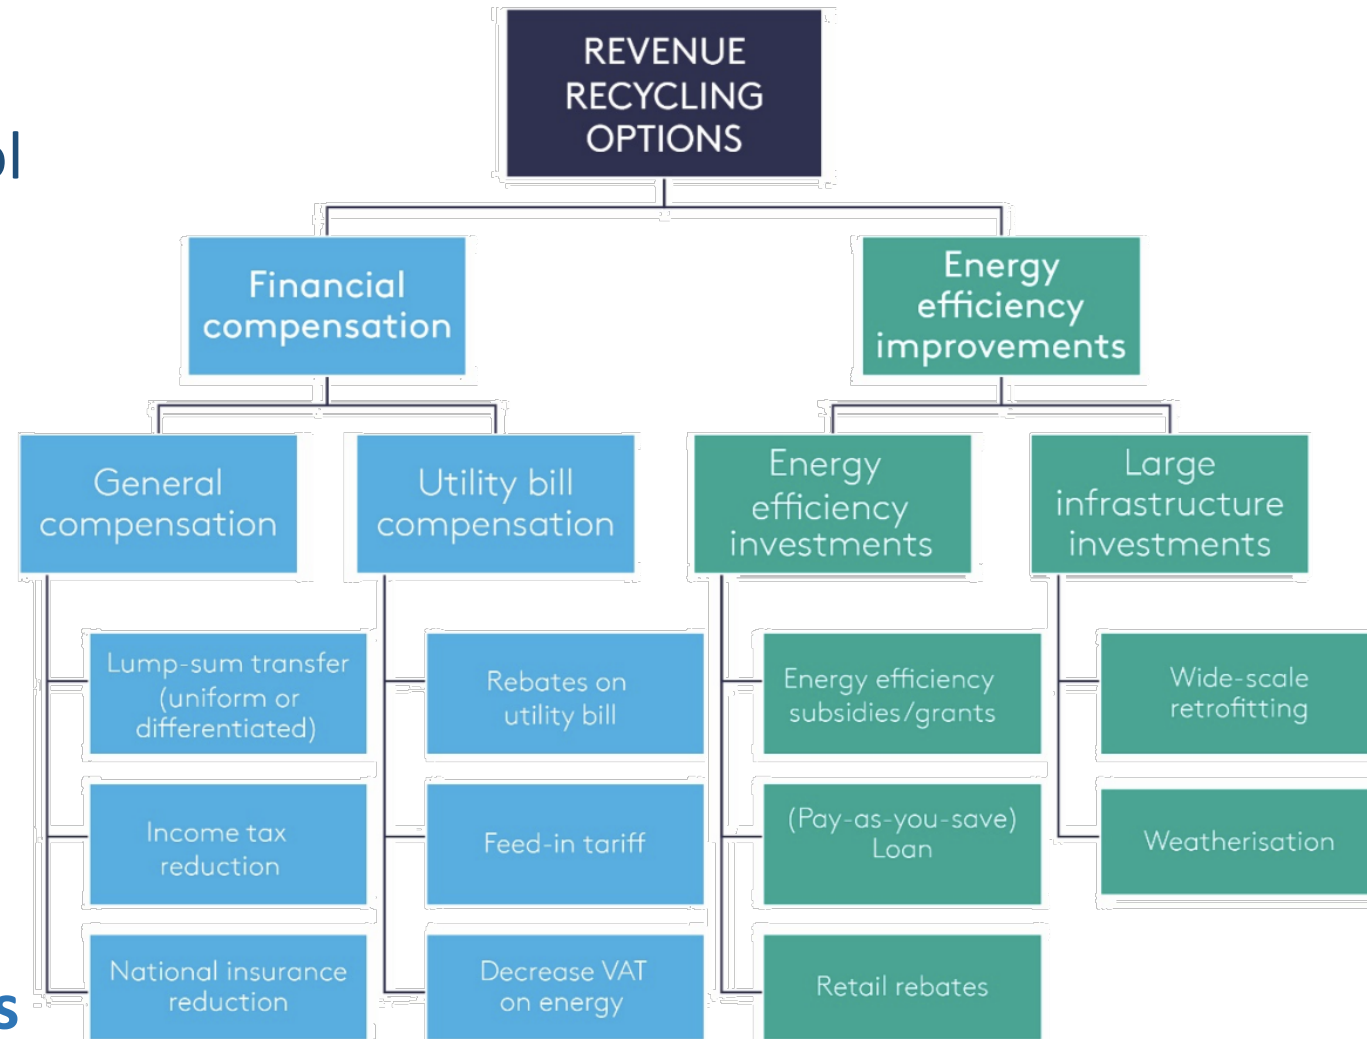 REVENUE
RECYCLING
OPTIONS
ol
Financial
compensation
Energy
efficiency
improvements
General
compensation
Utility bill
compensation
Energy
efficiency
investments
Large
infrastructure
investments
Lump-sum transfer
(uniform or
differentiated)
Rebates on
utility bill
Energy efficiency
subsidies/grants
Wide-scale
retrofitting
Income tax
reduction
Feed-in tariff
(Pay-as-you-save)
Loan
Weatherisation
National insurance
reduction
Decrease VAT
on energy
Retail rebates
s